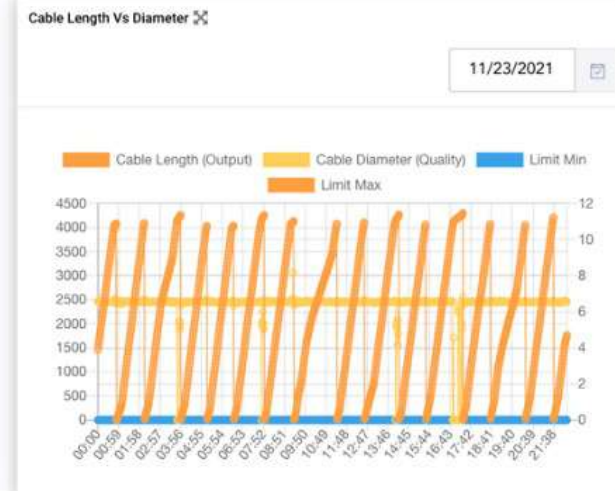 Cable Length Vs Diameter
11/23/2021
Cable Length (Output) Cable Diameter (Quality) Limit Min
Limit Max
4500 12
4000 10
3500
3000 8
2500 6
2000
1500 4
1000 2
500
0 0
00:00 00:59 01:58 02:57 03:56 04:55 05:54 06:53 07:52 08:51 09:50 10:49 11:48 12:47 13:46 14:45 15:44 16:43 17:42 18:41 19:40 20:39 21:38